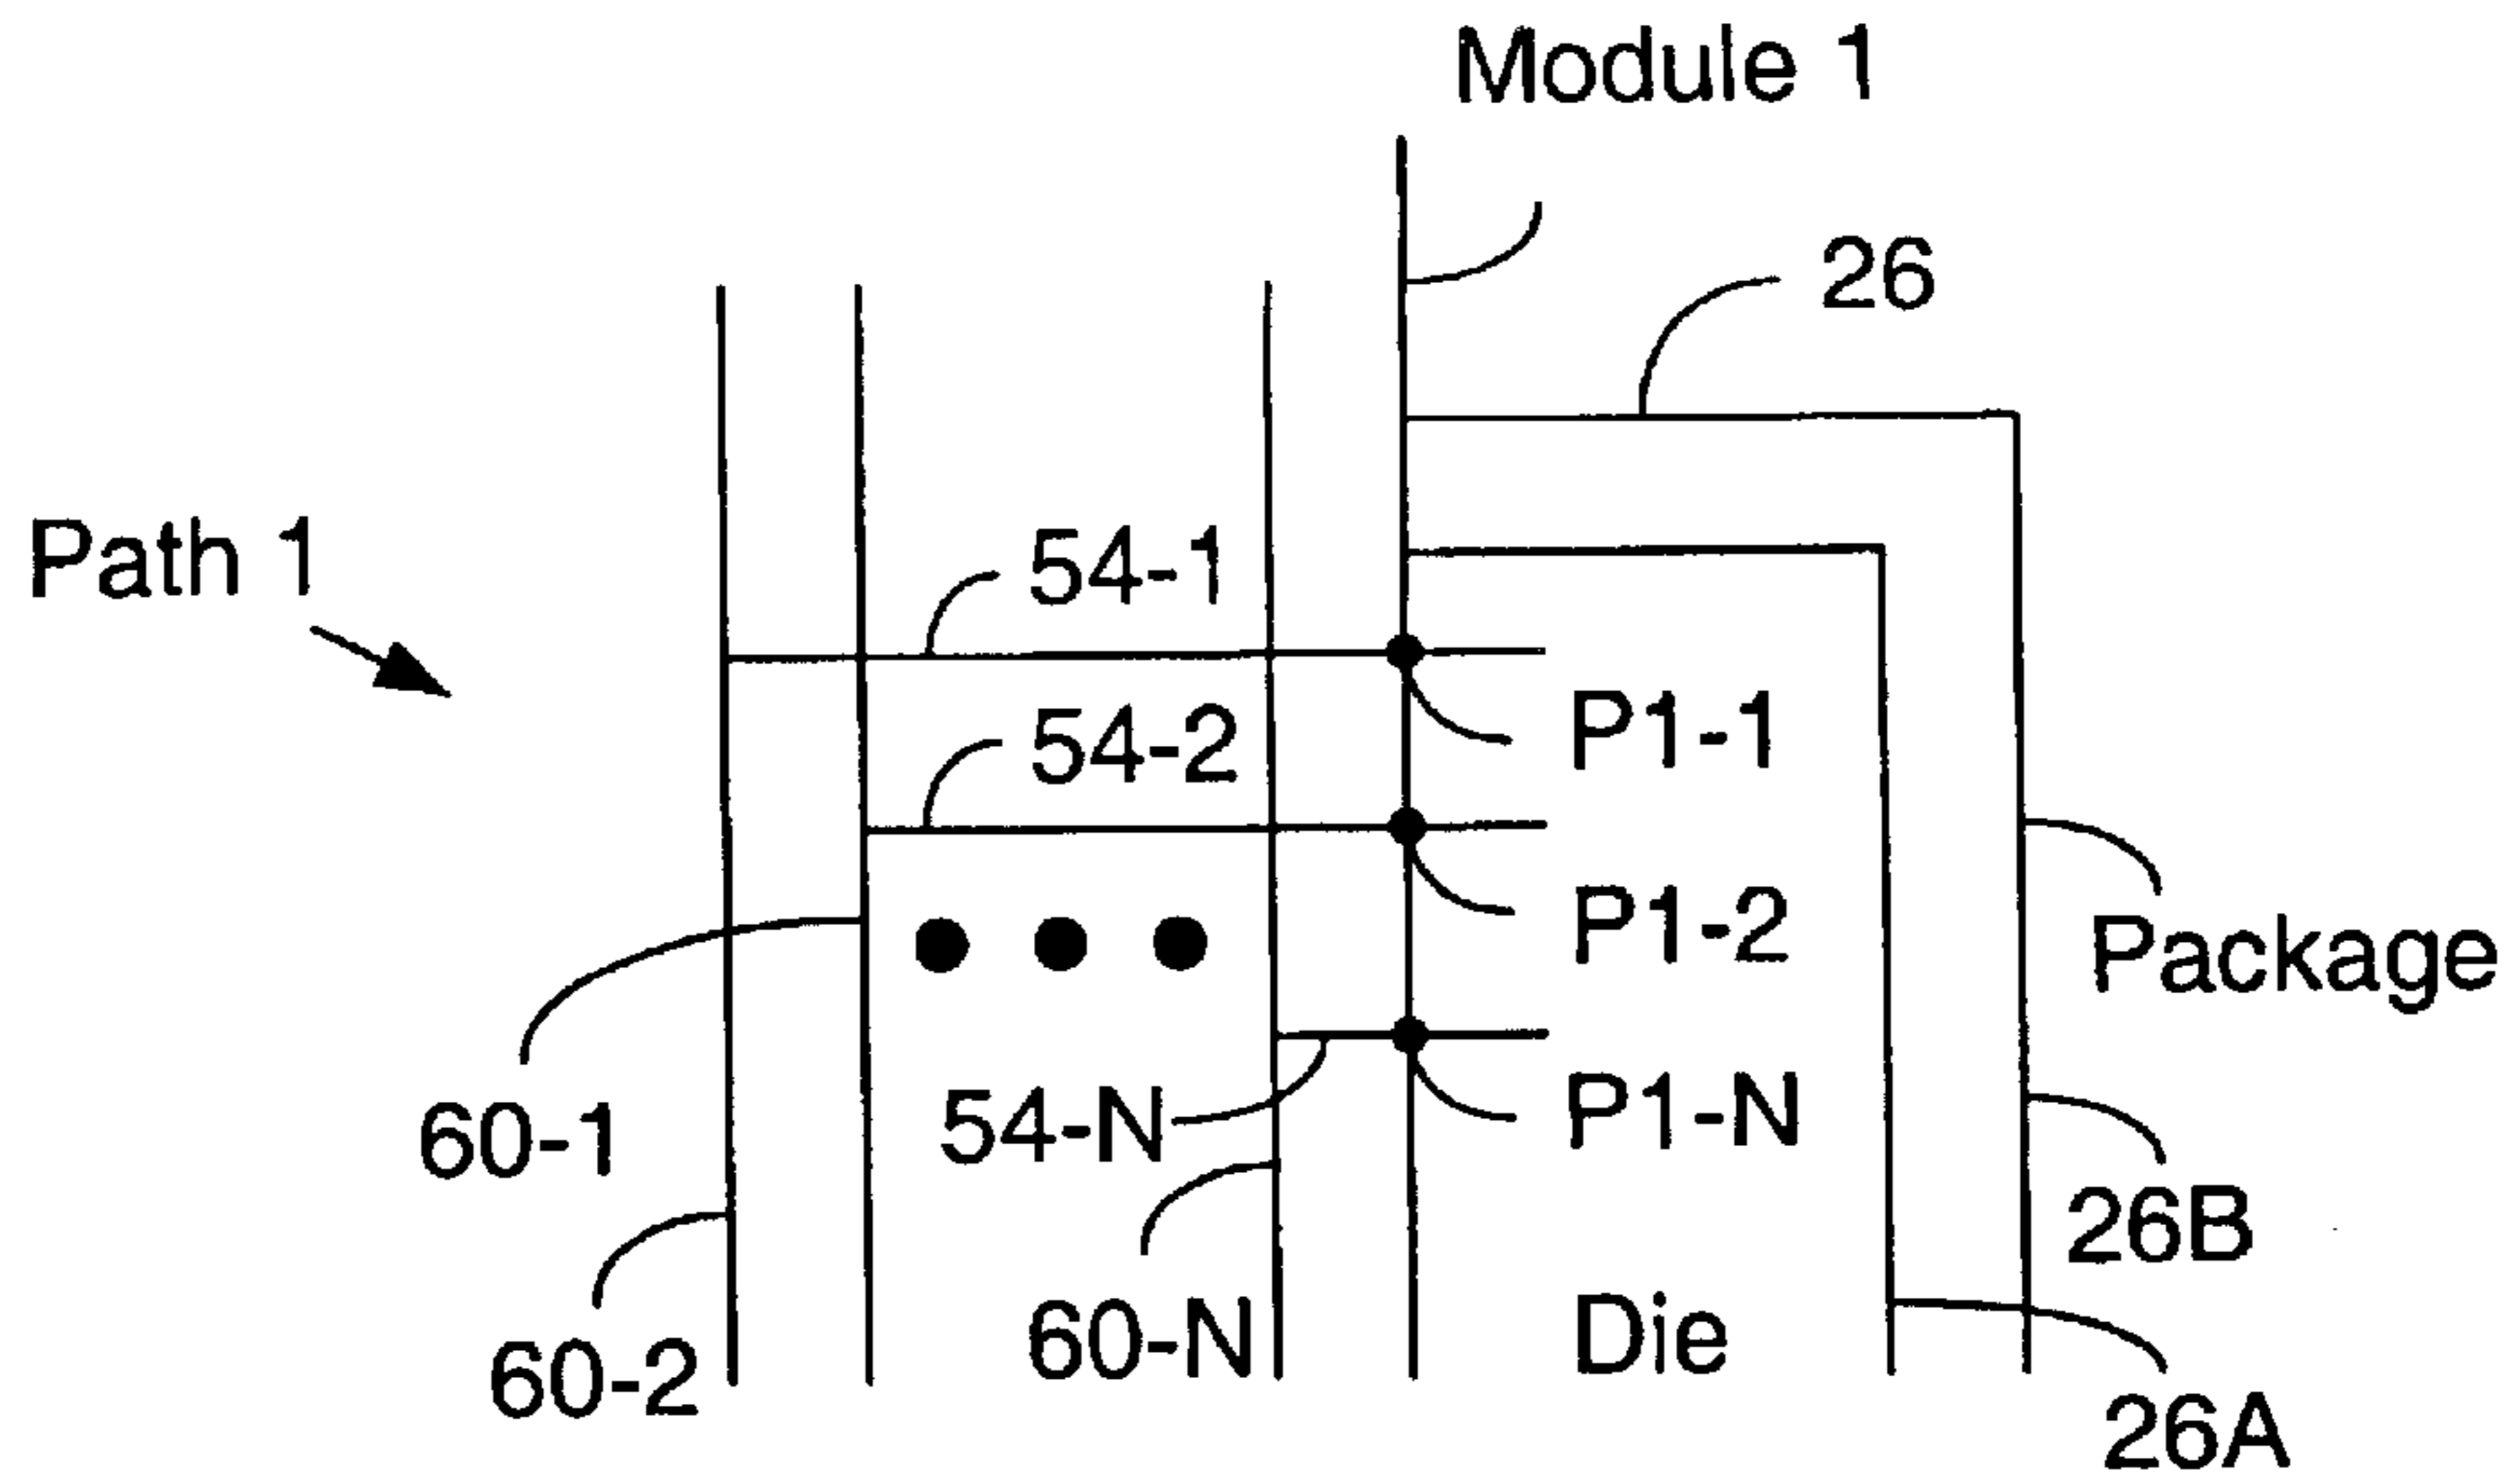 Module 1
26
Path 1
54-1
P1-1
54-2
P1-2
Package
60-1
54-N
P1-N
26B
60-2
60-N
Die
26A